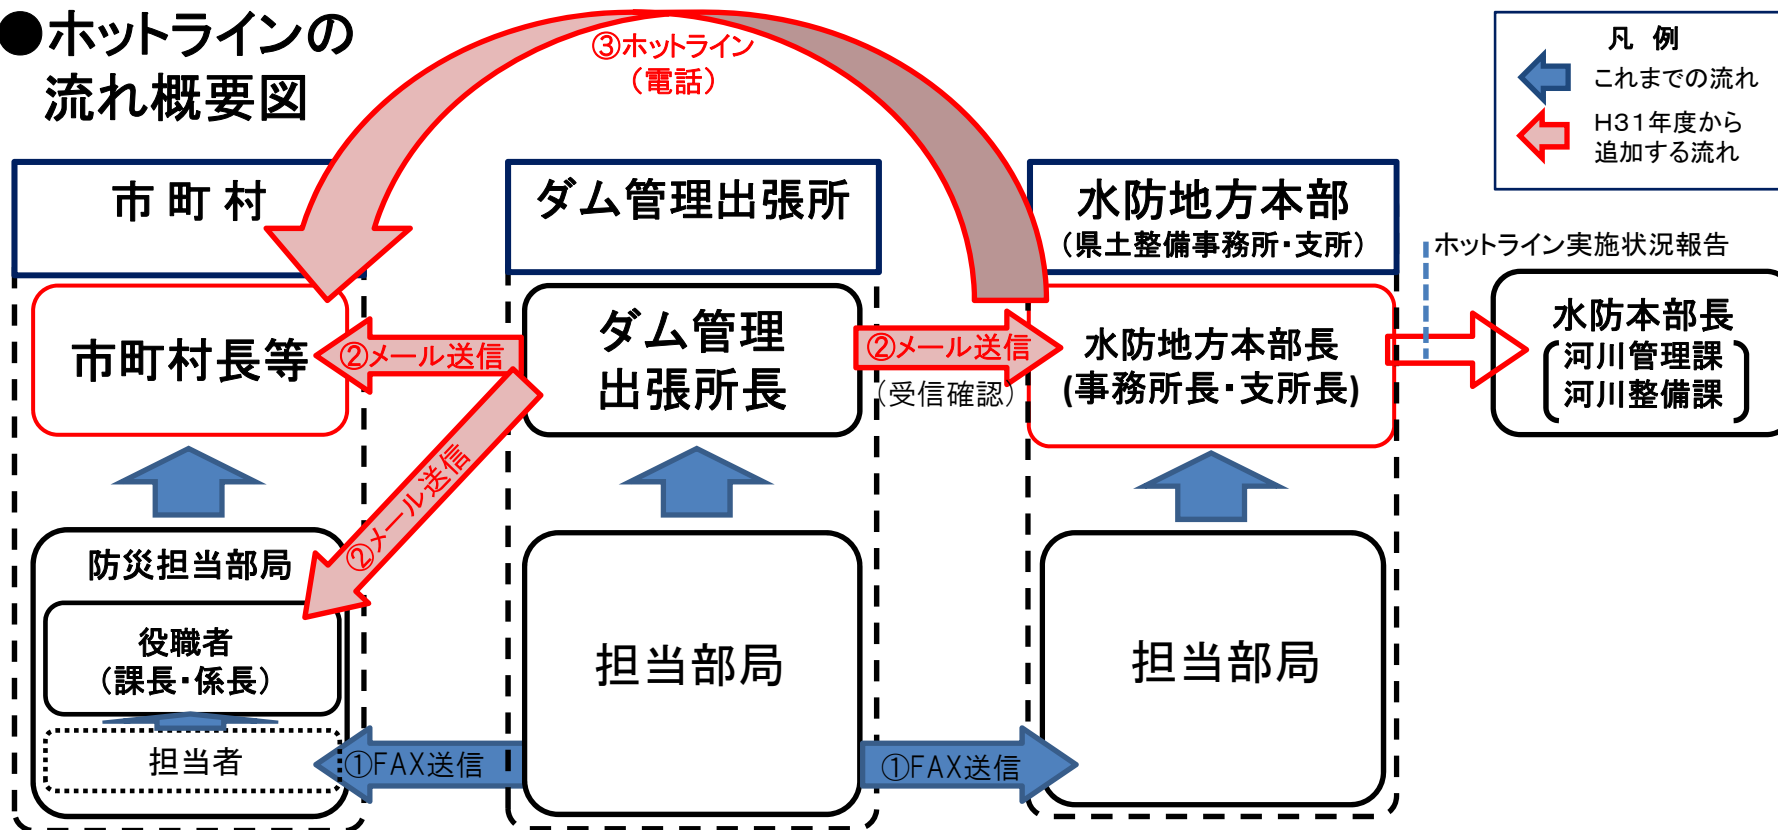 ●ホットラインの
流れ概要図
③ホットライン
（電話）
凡 例
これまでの流れ
H31年度から
追加する流れ
市町村
ダム管理出張所
水防地方本部
（県土整備事務所・支所）
ホットライン実施状況報告
市町村長等
②メール送信
ダム管理
出張所長
②メール送信
（受信確認）
水防地方本部長
(事務所長・支所長)
水防本部長
河川管理課
河川整備課
②メール送信
防災担当部局
役職者
（課長・係長）
担当者
①FAX送信
担当部局
①FAX送信
担当部局